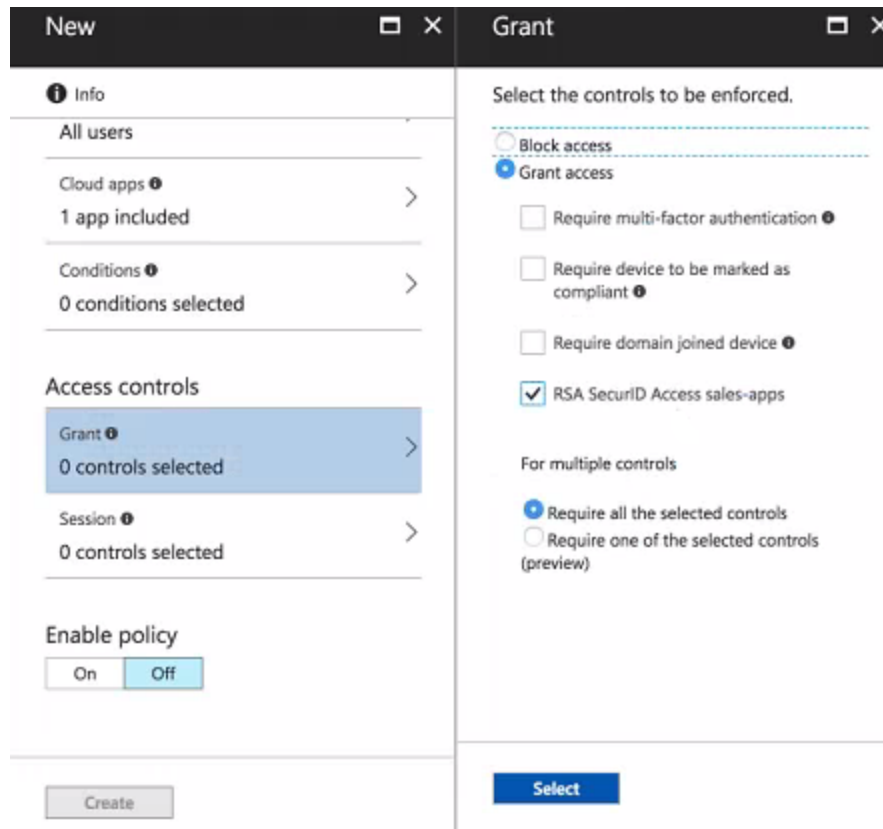 New
Info
All users
Cloud apps
1 app included
Conditions
0 conditions selected
Access controls
Grant
0 controls selected
Session
0 controls selected
Enable policy
On Off
Create
Grant
Select the controls to be enforced.
Block access
Grant access
Require multi-factor authentication
Require device to be marked as
compliant
Require domain joined device
RSA SecurID Access sales-apps
For multiple controls
Require all the selected controls
Require one of the selected controls
(preview)
Select